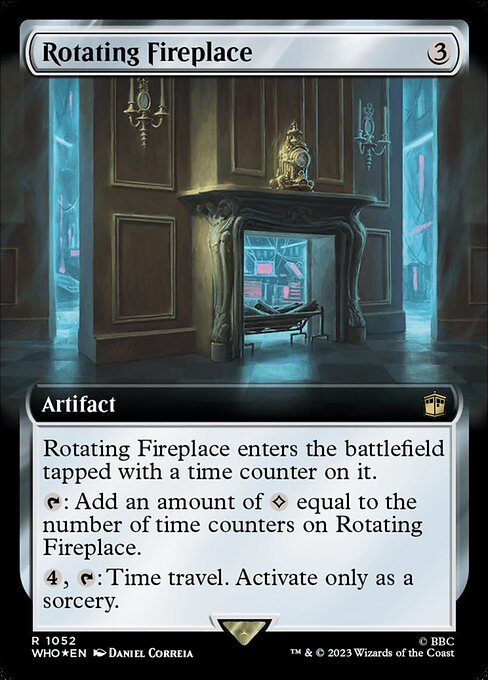 Rotating Fireplace 3
Artifact
Rotating Fireplace enters the battlefield
tapped with a time counter on it.
: Add an amount of equal to the
number of time counters on Rotating
Fireplace.
4, : Time travel. Activate only as a
sorcery.
R 1052 © BBC
WHO★EN Daniel Correia ™ & © 2023 Wizards of the Coast